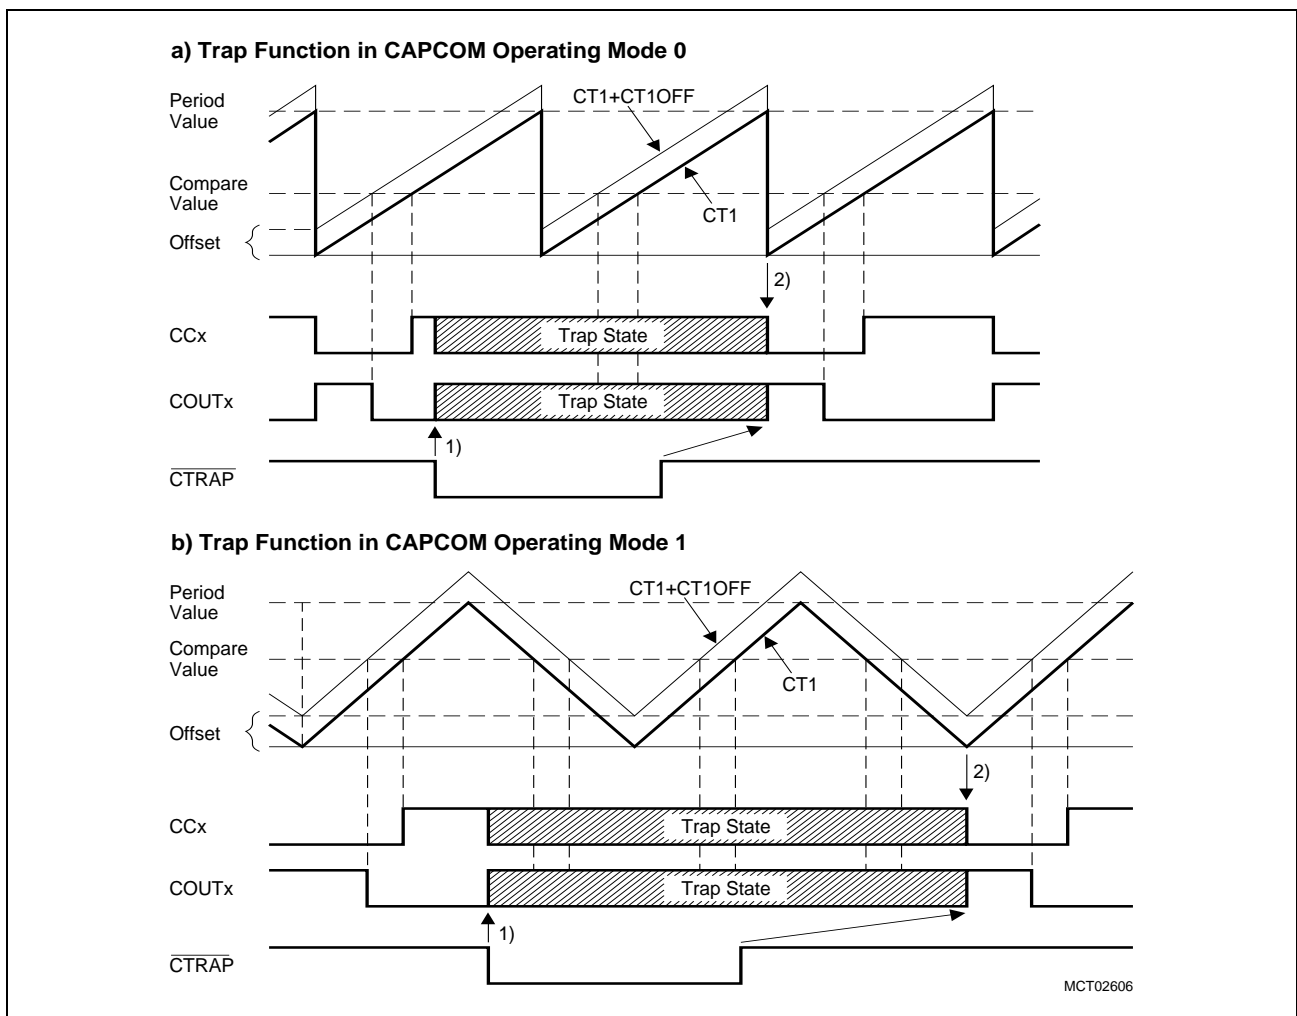 a) Trap Function in CAPCOM Operating Mode 0
Period
Value
CT1+CT1OFF
Compare
Value
CT1
Offset
2)
CCx
Trap State
COUTx
Trap State
1)
CTRAP
b) Trap Function in CAPCOM Operating Mode 1
Period
Value
CT1+CT1OFF
Compare
Value
CT1
Offset
2)
CCx
Trap State
COUTx
Trap State
1)
CTRAP
MCT02606